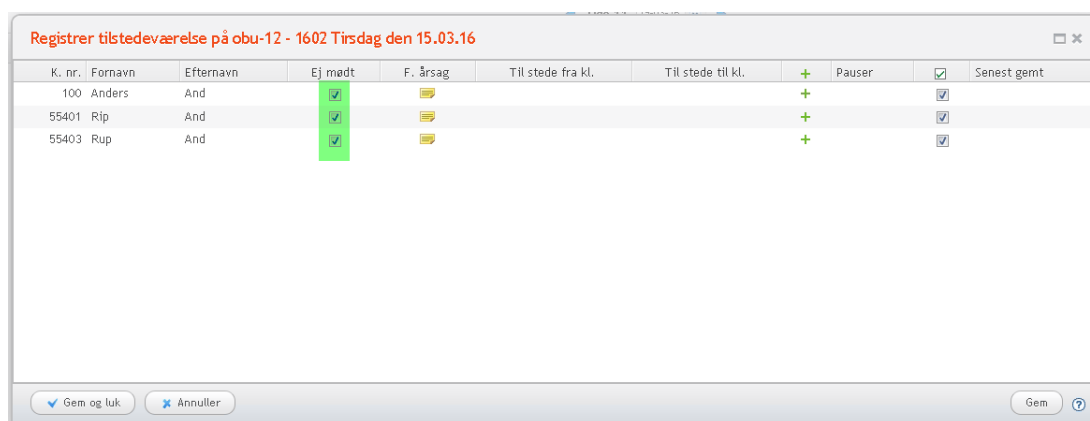 Registrer tilstedeværelse på obu-12 - 1602 Tirsdag den 15.03.16
K. nr. Fornavn Efternavn Ej mødt F. årsag Til stede fra kl. Til stede til kl. + Pauser Senest gemt
100 Anders And +
55401 Rip And +
55403 Rup And +
Gem og luk Annuller Gem ?